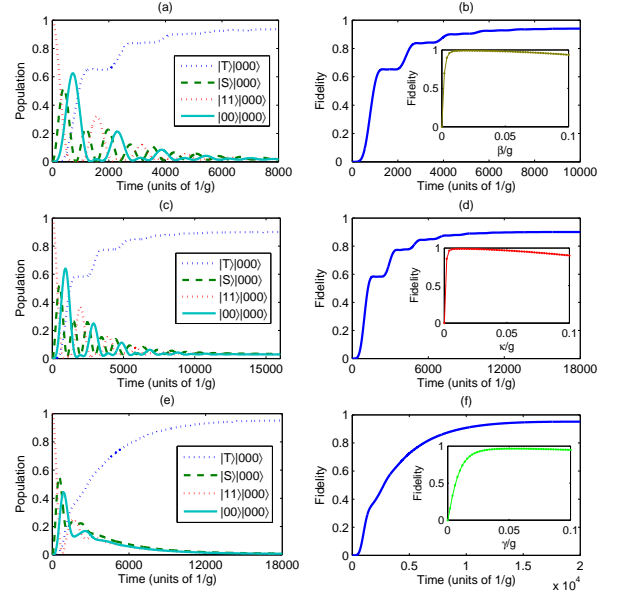 (a)
Population
1
0.8
0.6
0.4
0.2
0
0 2000 4000 6000 8000
Time (units of 1/g)
|T⟩|000⟩
|S⟩|000⟩
|11⟩|000⟩
|00⟩|000⟩
(b)
Fidelity
1
0.8
0.6
0.4
0.2
0
0 2000 4000 6000 8000 10000
Time (units of 1/g)
Fidelity
1
0.5
0
0 0.05 0.1
β/g
(c)
Population
1
0.8
0.6
0.4
0.2
0
0 5000 10000 15000
Time (units of 1/g)
|T⟩|000⟩
|S⟩|000⟩
|11⟩|000⟩
|00⟩|000⟩
(d)
Fidelity
1
0.8
0.6
0.4
0.2
0
0 6000 12000 18000
Time (units of 1/g)
Fidelity
1
0.5
0
0 0.05 0.1
κ/g
(e)
Population
1
0.8
0.6
0.4
0.2
0
0 6000 12000 18000
Time (units of 1/g)
|T⟩|000⟩
|S⟩|000⟩
|11⟩|000⟩
|00⟩|000⟩
(f)
Fidelity
1
0.8
0.6
0.4
0.2
0
0 0.5 1 1.5 2
x 10⁴
Time (units of 1/g)
Fidelity
1
0.5
0
0 0.05 0.1
γ/g